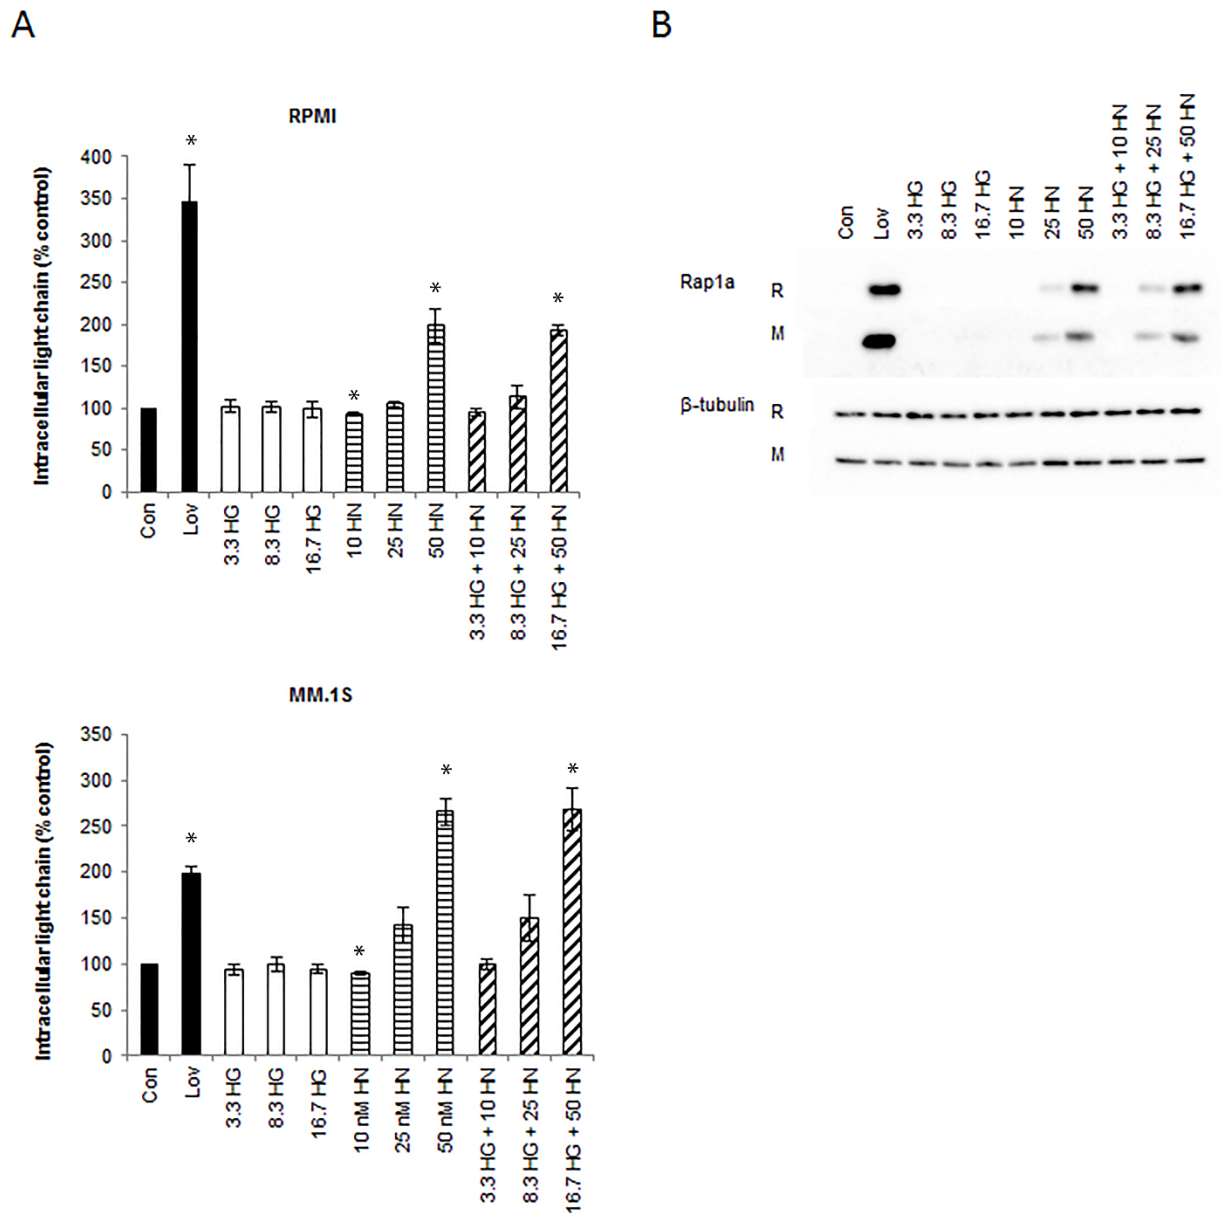 A
RPMI
Intracellular light chain (% control)
400
350
300
250
200
150
100
50
0
*
*
*
*
Con
Lov
3.3 HG
8.3 HG
16.7 HG
10 HN
25 HN
50 HN
3.3 HG + 10 HN
8.3 HG + 25 HN
16.7 HG + 50 HN
MM.1S
Intracellular light chain (% control)
350
300
250
200
150
100
50
0
*
*
*
*
Con
Lov
3.3 HG
8.3 HG
16.7 HG
10 nM HN
25 nM HN
50 nM HN
3.3 HG + 10 HN
8.3 HG + 25 HN
16.7 HG + 50 HN
B
Con
Lov
3.3 HG
8.3 HG
16.7 HG
10 HN
25 HN
50 HN
3.3 HG + 10 HN
8.3 HG + 25 HN
16.7 HG + 50 HN
Rap1a R
M
β-tubulin R
M